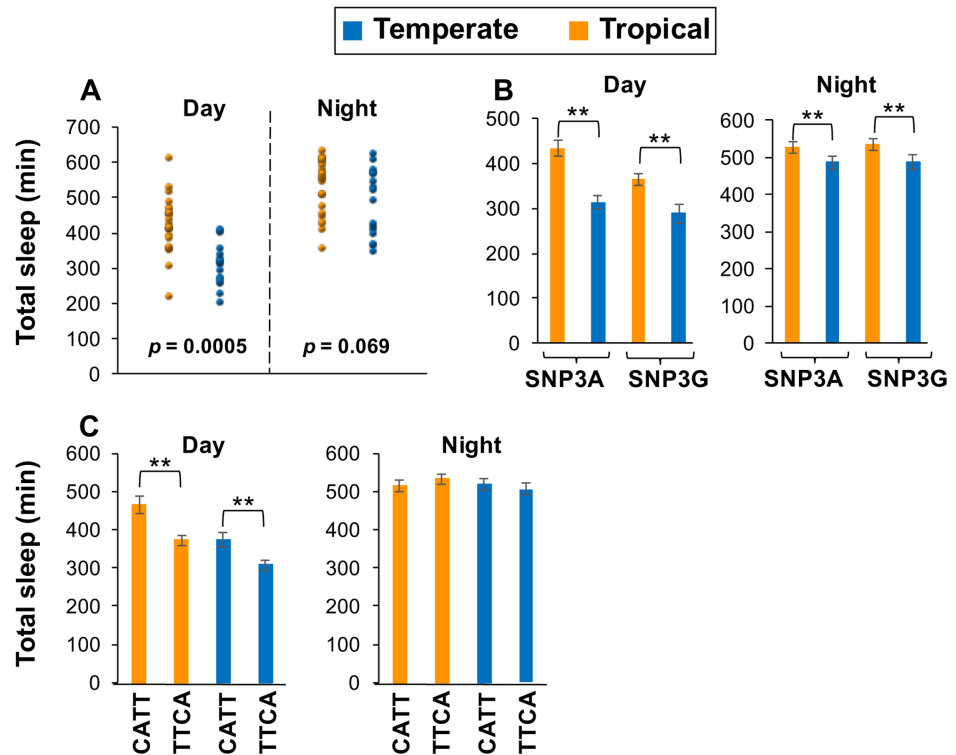 Temperate Tropical
A
Day Night
Total sleep (min)
700
600
500
400
300
200
100
0
p = 0.0005 p = 0.069
B
Day
500
400
300
200
100
0
** **
SNP3A SNP3G
Night
600
500
400
300
200
100
0
** **
SNP3A SNP3G
C
Day
Total sleep (min)
600
500
400
300
200
100
0
** **
CATT TTCA CATT TTCA
Night
600
500
400
300
200
100
0
CATT TTCA CATT TTCA